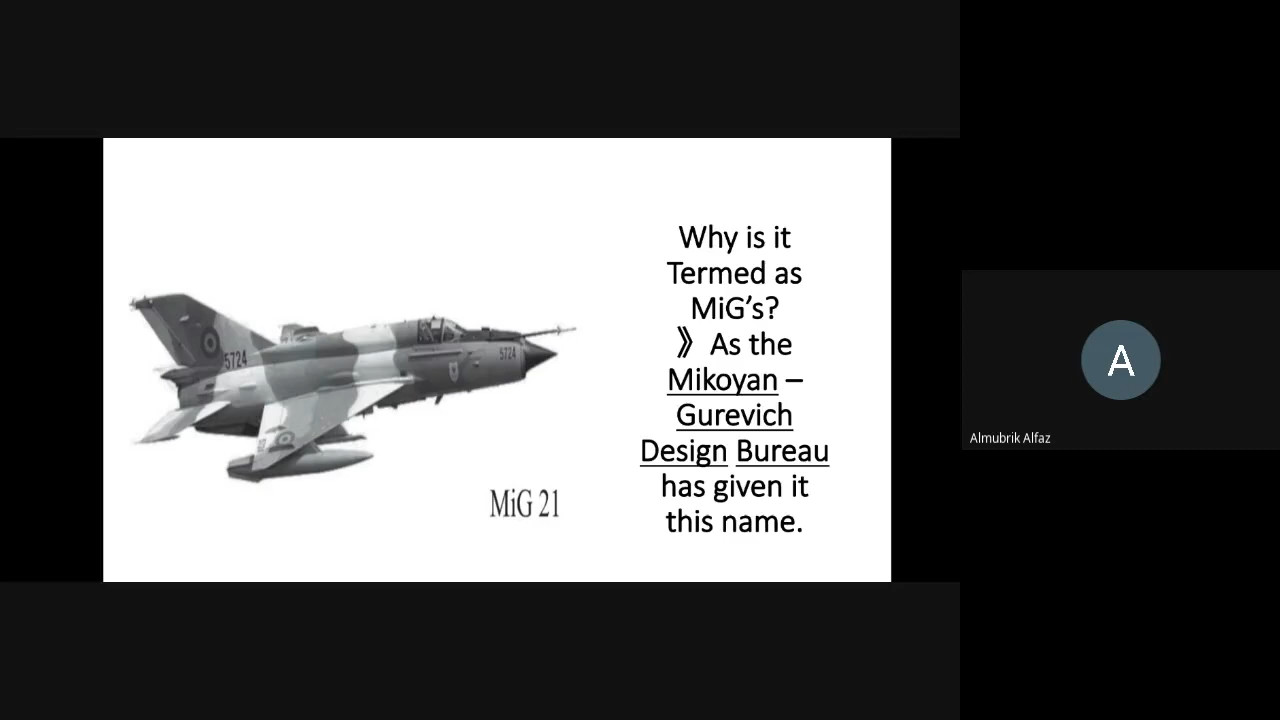 5724
5724
MiG 21
Why is it
Termed as
MiG’s?
》 As the
Mikoyan –
Gurevich
Design Bureau
has given it
this name.
A
Almubrik Alfaz